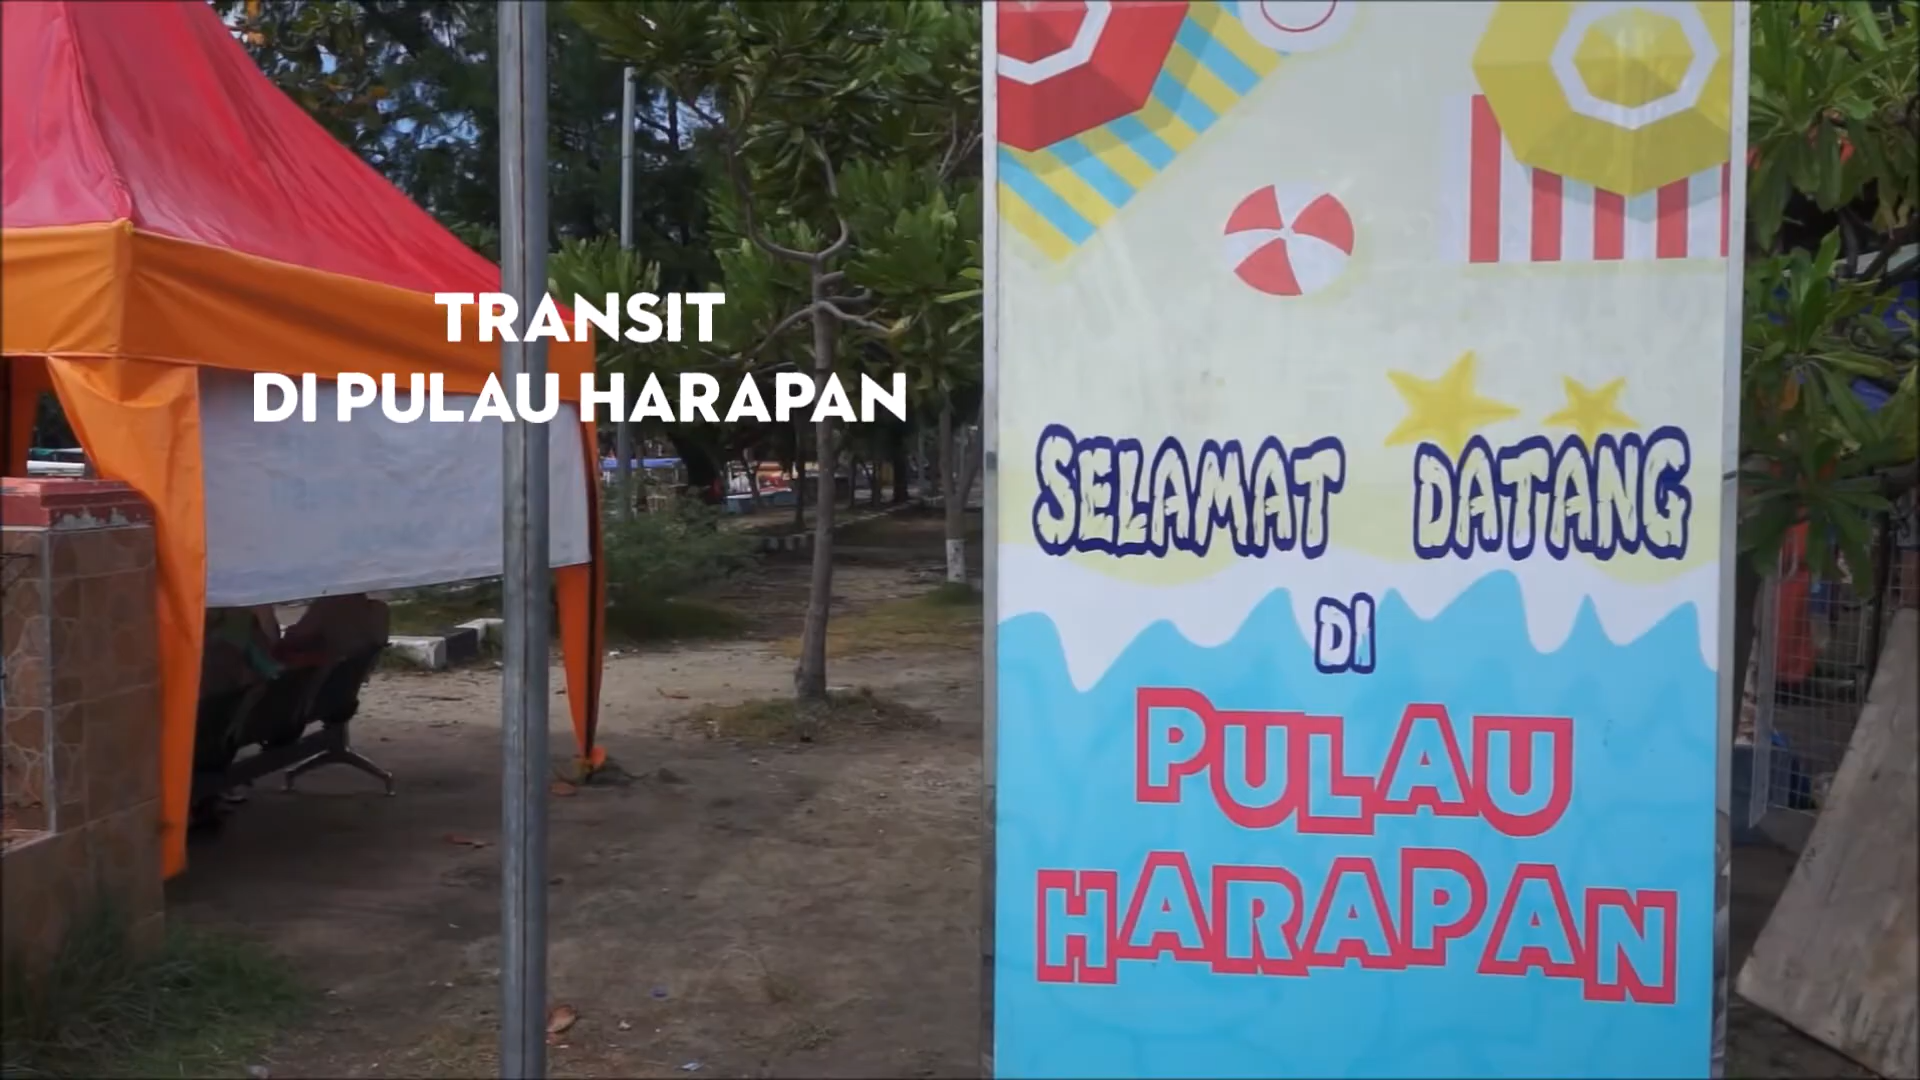 TRANSIT
DI PULAU HARAPAN
SELAMAT DATANG
DI
PULAU
HARAPAN